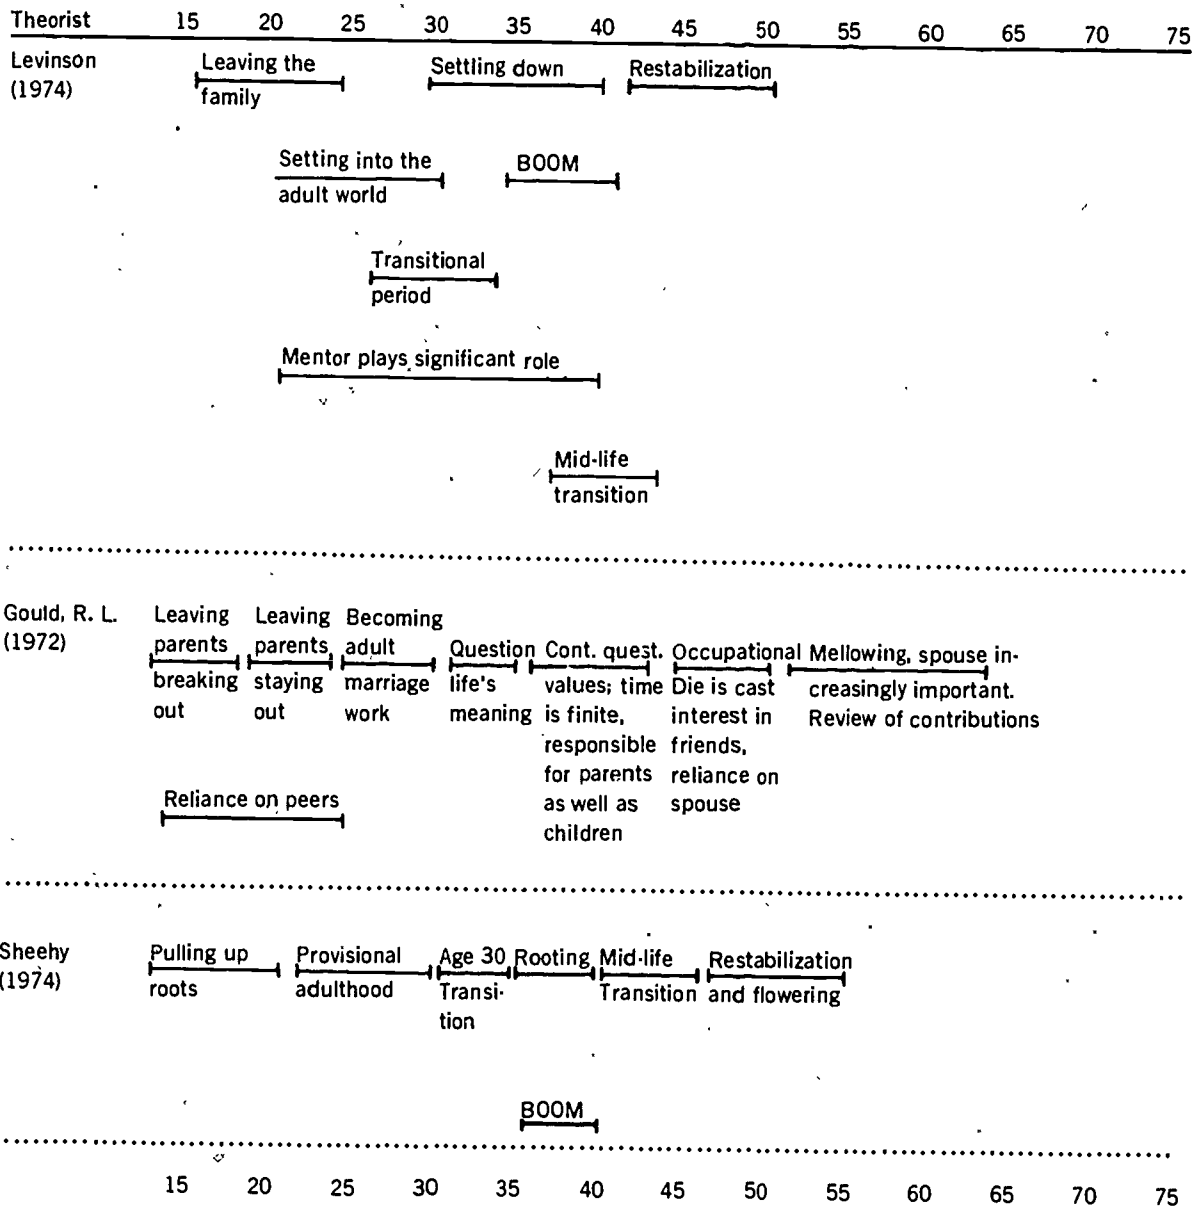 Theorist 15 20 25 30 35 40 45 50 55 60 65 70 75
Levinson
(1974)
Leaving the
family
Settling down
Restabilization
Setting into the
adult world
BOOM
Transitional
period
Mentor plays significant role
Mid-life
transition
Gould, R. L.
(1972)
Leaving
parents
breaking
out
Leaving
parents
staying
out
Becoming
adult
marriage
work
Question
life's
meaning
Cont. quest.
values; time
is finite,
responsible
for parents
as well as
children
Occupational
Die is cast
interest in
friends,
reliance on
spouse
Mellowing, spouse in-
creasingly important.
Review of contributions
Reliance on peers
Sheehy
(1974)
Pulling up
roots
Provisional
adulthood
Age 30
Transi-
tion
Rooting
Mid-life
Transition
Restabilization
and flowering
BOOM
15 20 25 30 35 40 45 50 55 60 65 70 75